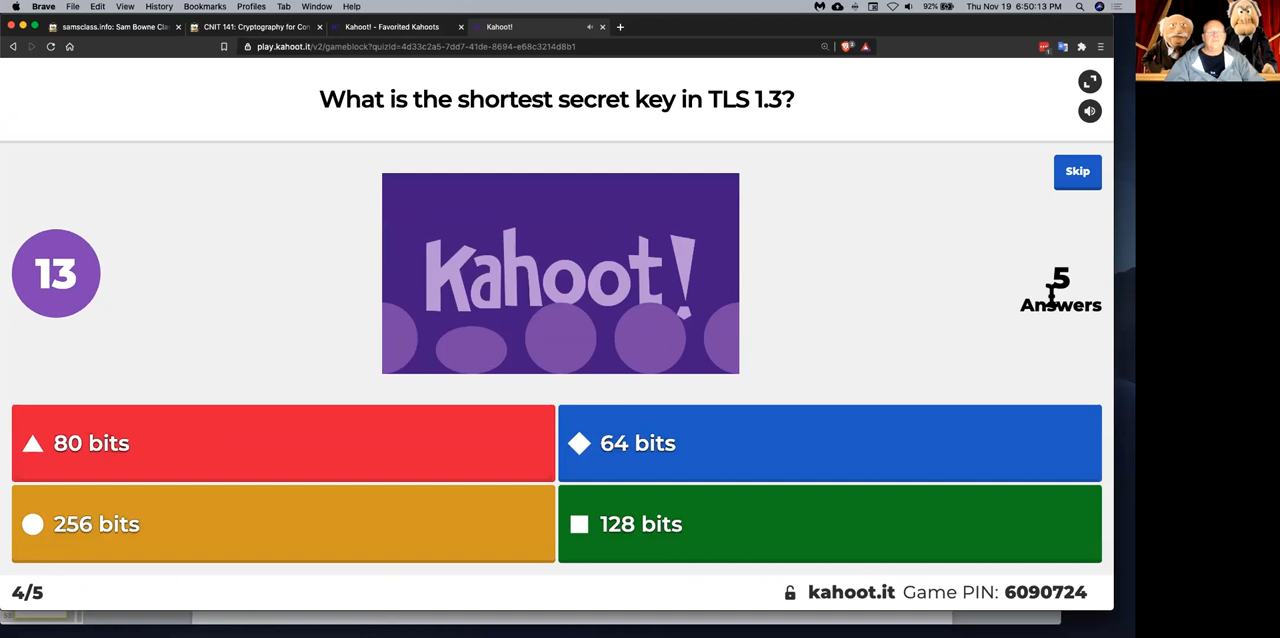 Brave File Edit View History Bookmarks Profiles Tab Window Help 92% Thu Nov 19 6:50:13 PM
samsclass.info: Sam Bowne Cla CNIT 141: Cryptography for Con Kahoot! - Favorited Kahoots Kahoot!
play.kahoot.it/v2/gameblock?quizId=4d33c2a5-7dd7-41de-8694-e68c3214d8b1
What is the shortest secret key in TLS 1.3?
Skip
13
Kahoot!
5
Answers
80 bits
64 bits
256 bits
128 bits
4/5
kahoot.it Game PIN: 6090724